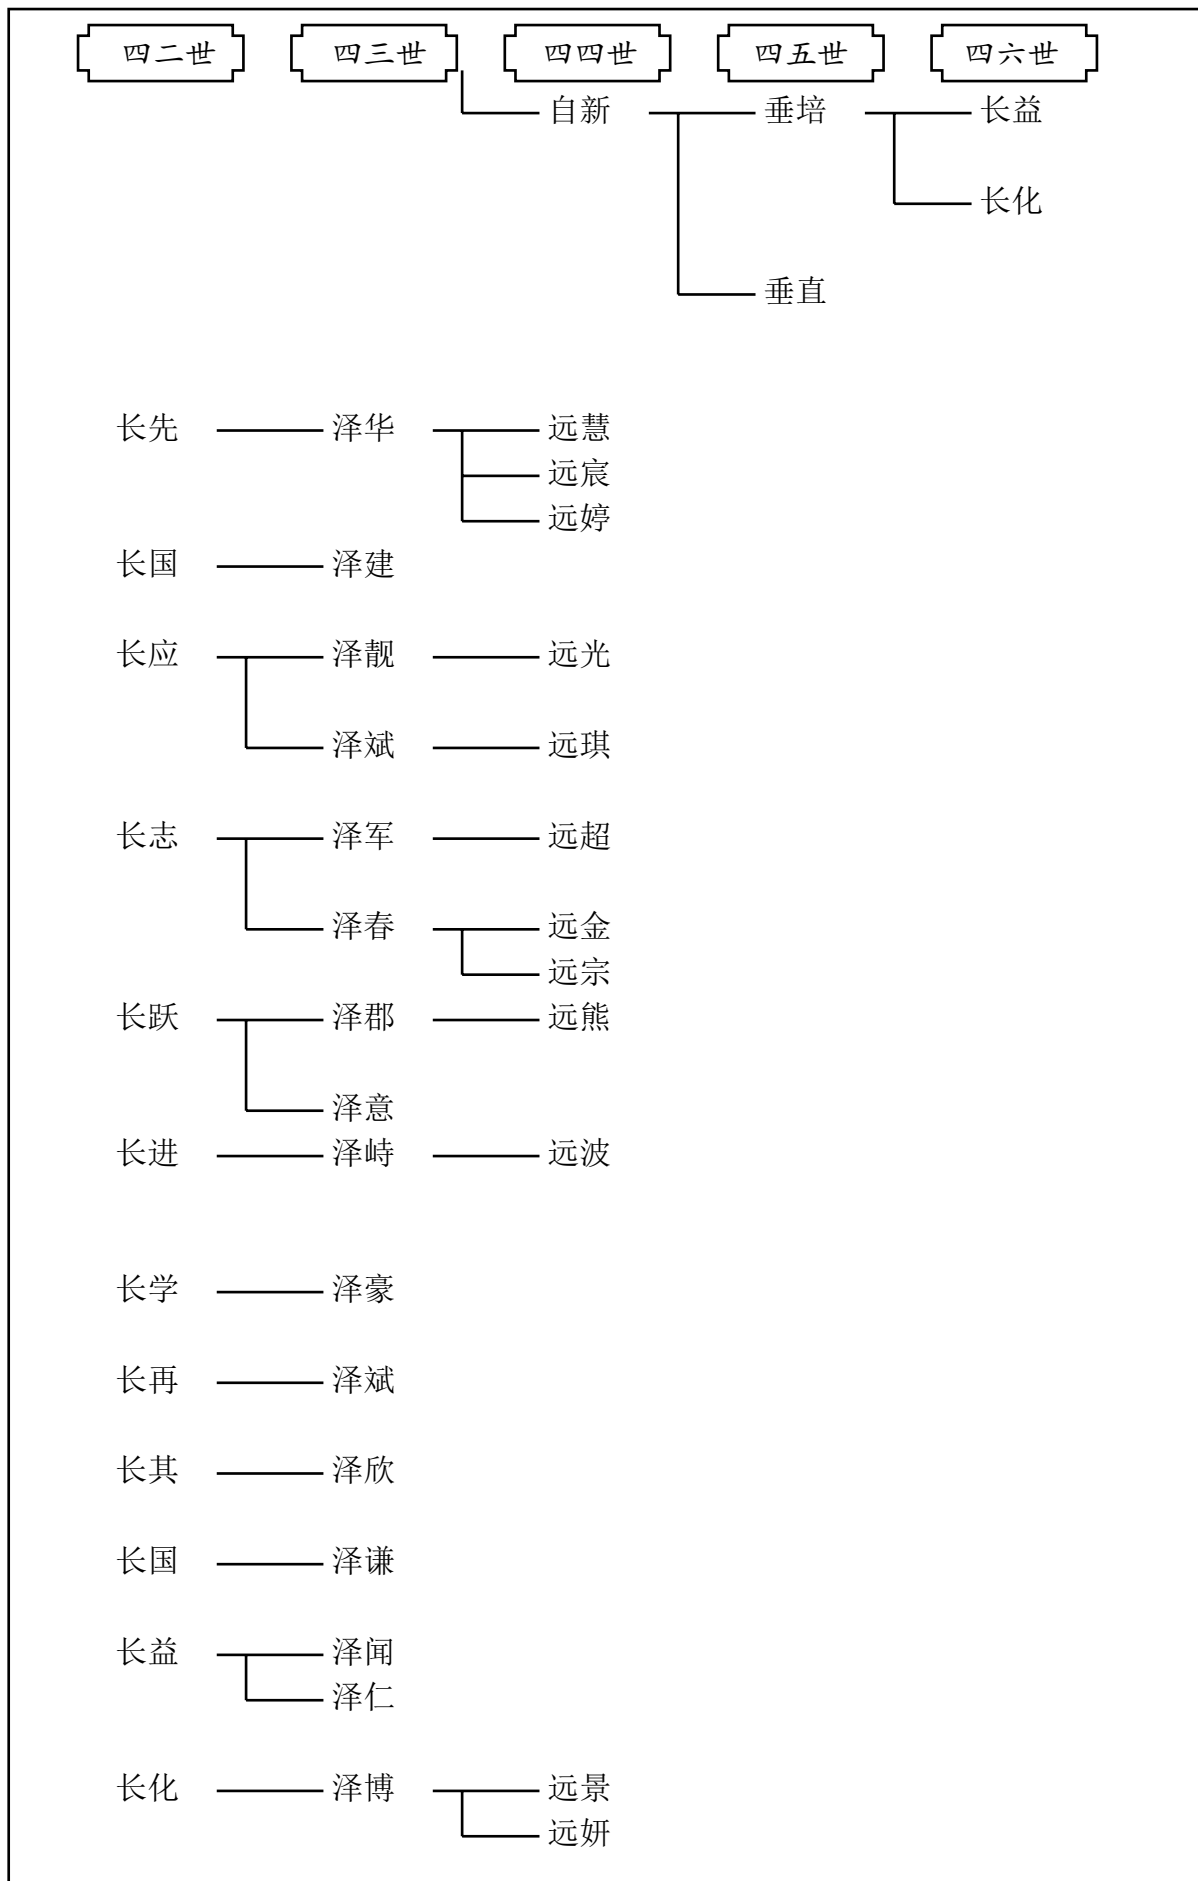 四二世 四三世 四四世 四五世 四六世
自新 垂培 长益
长化
垂直
长先 泽华 远慧
远宸
远婷
长国 泽建
长应 泽靓 远光
泽斌 远琪
长志 泽军 远超
泽春 远金
远宗
长跃 泽郡 远熊
泽意
长进 泽峙 远波
长学 泽豪
长再 泽斌
长其 泽欣
长国 泽谦
长益 泽闻
泽仁
长化 泽博 远景
远妍